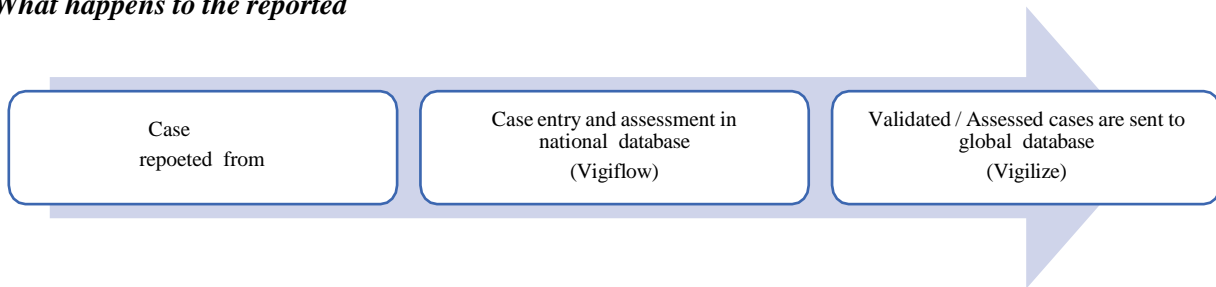 What happens to the reported
Case
repoeted from
Case entry and assessment in
national database
(Vigiflow)
Validated / Assessed cases are sent to
global database
(Vigilize)